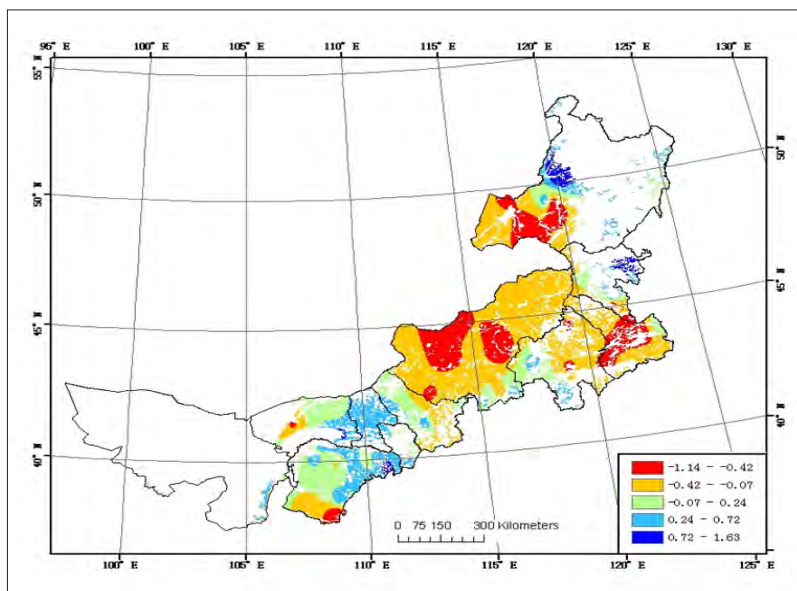 95° E 100° E 105° E 110° E 115° E 120° E 125° E 130° E
55° N
50° N 50° N
45° N 45° N
40° N 40° N
-1.14 - -0.42
-0.42 - -0.07
-0.07 - 0.24
0.24 - 0.72
0.72 - 1.63
0 75 150 300 Kilometers
100° E 105° E 110° E 115° E 120° E 125° E